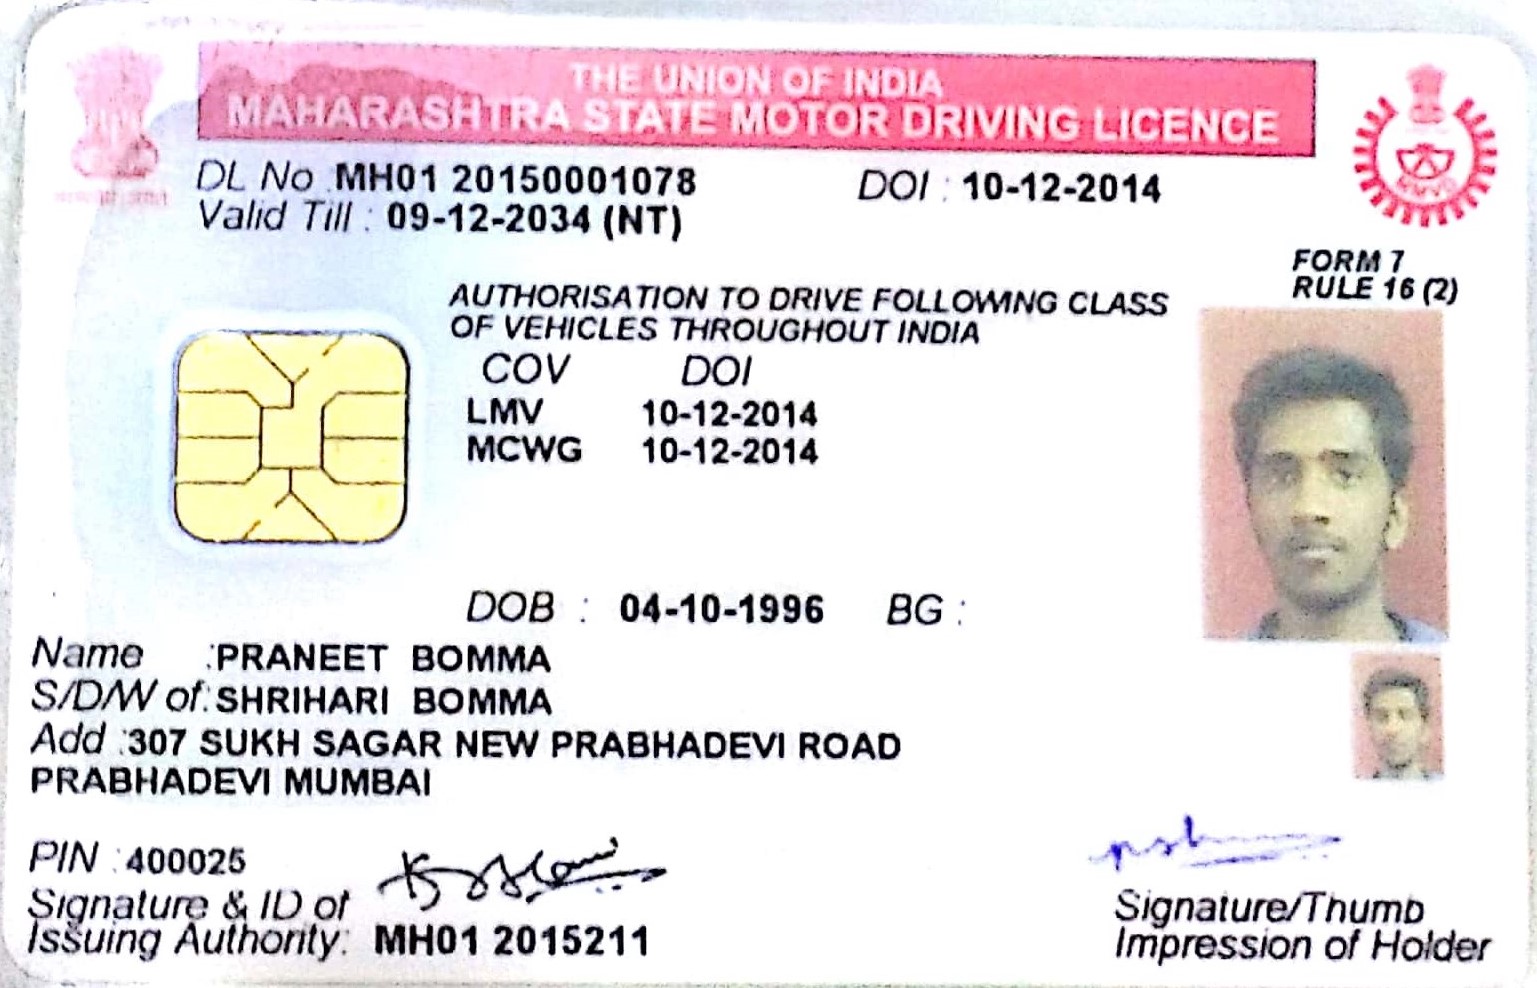 THE UNION OF INDIA
MAHARASHTRA STATE MOTOR DRIVING LICENCE
DL No MH01 20150001078 DOI : 10-12-2014
Valid Till : 09-12-2034 (NT)
FORM 7
RULE 16 (2)
AUTHORISATION TO DRIVE FOLLOWING CLASS
OF VEHICLES THROUGHOUT INDIA
COV DOI
LMV 10-12-2014
MCWG 10-12-2014
DOB : 04-10-1996 BG :
Name :PRANEET BOMMA
S/D/W of:SHRIHARI BOMMA
Add :307 SUKH SAGAR NEW PRABHADEVI ROAD
PRABHADEVI MUMBAI
PIN :400025
Signature & ID of
Issuing Authority: MH01 2015211
Signature/Thumb
Impression of Holder